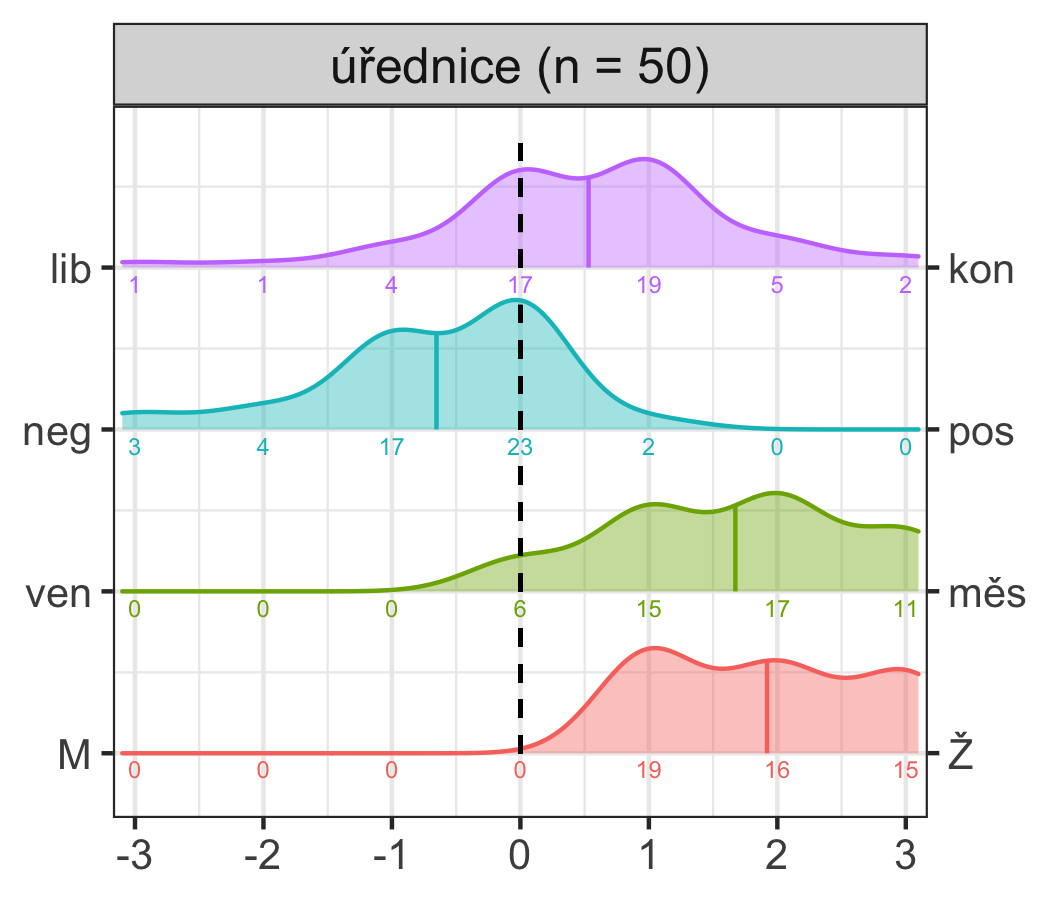 úřednice (n = 50)
lib kon
1 1 4 17 19 5 2
neg pos
3 4 17 23 2 0 0
ven měs
0 0 0 6 15 17 11
M Ž
0 0 0 0 19 16 15
-3 -2 -1 0 1 2 3